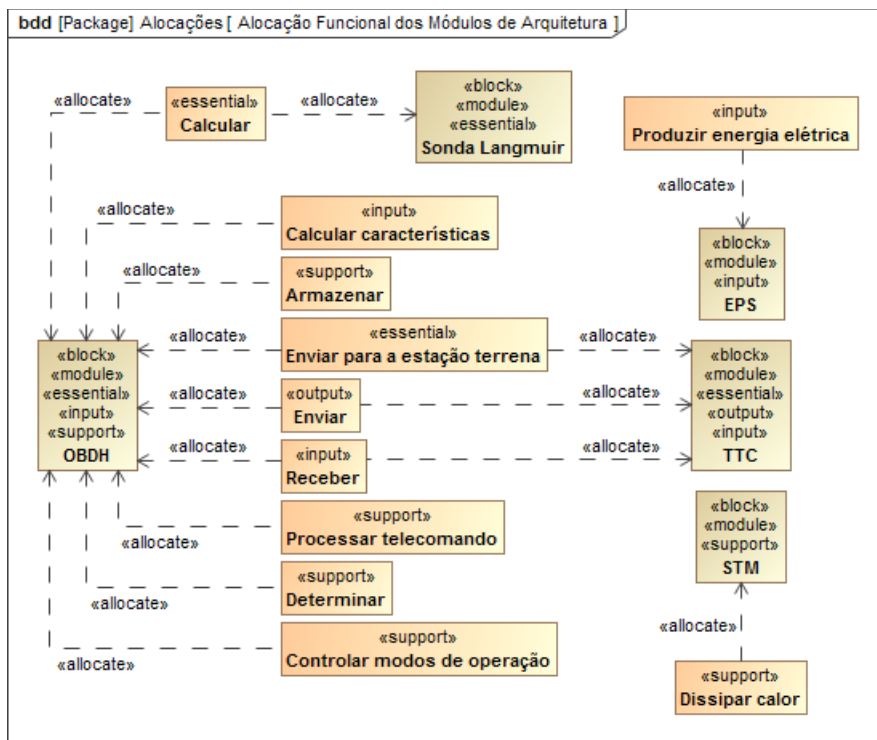 bdd [Package] Alocações [ Alocação Funcional dos Módulos de Arquitetura ]
«allocate»
«essential»
Calcular
«allocate»
«block»
«module»
«essential»
Sonda Langmuir
«input»
Produzir energia elétrica
«allocate»
«block»
«module»
«input»
EPS
«allocate»
«input»
Calcular características
«allocate»
«support»
Armazenar
«block»
«module»
«essential»
«input»
«support»
OBDH
«allocate»
«essential»
Enviar para a estação terrena
«allocate»
«allocate»
«output»
Enviar
«allocate»
«allocate»
«input»
Receber
«allocate»
«block»
«module»
«essential»
«output»
«input»
TTC
«support»
Processar telecomando
«allocate»
«support»
Determinar
«allocate»
«support»
Controlar modos de operação
«allocate»
«block»
«module»
«support»
STM
«allocate»
«support»
Dissipar calor